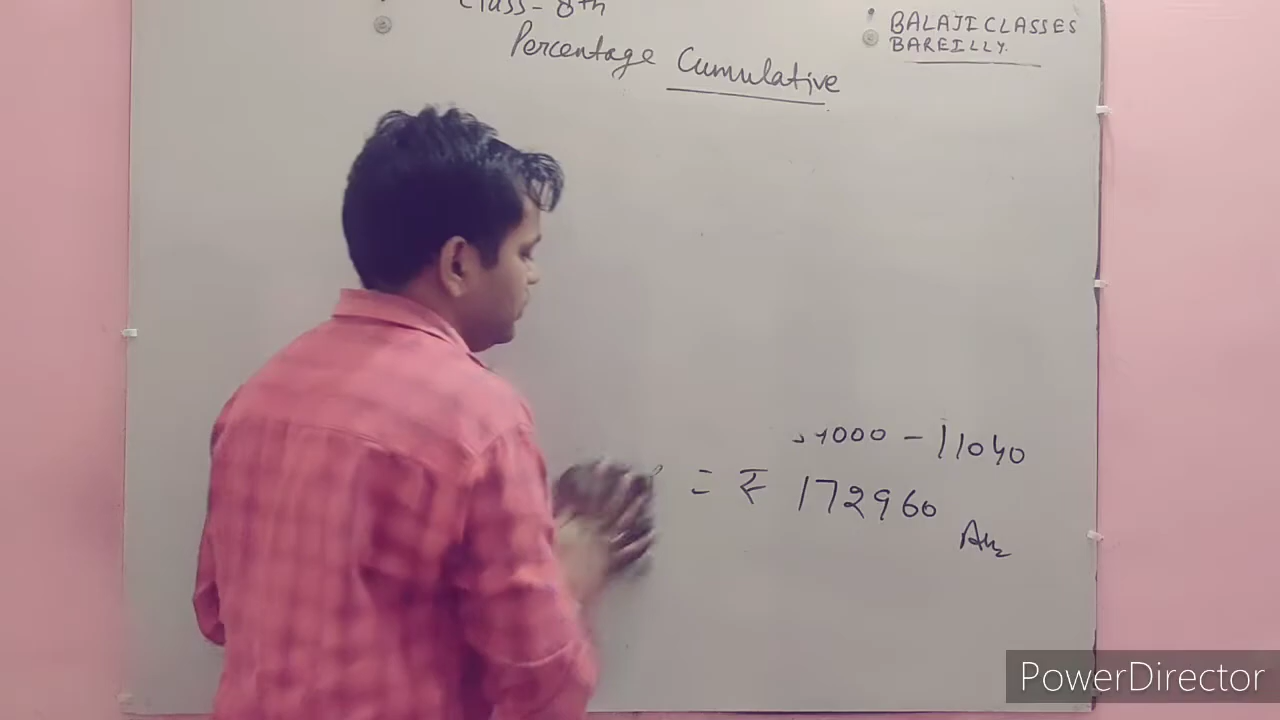 Class - 8th
BALAJI CLASSES
BAREILLY.
Percentage Cumulative
1000 - 11040
= ₹ 172960
Ans
PowerDirector